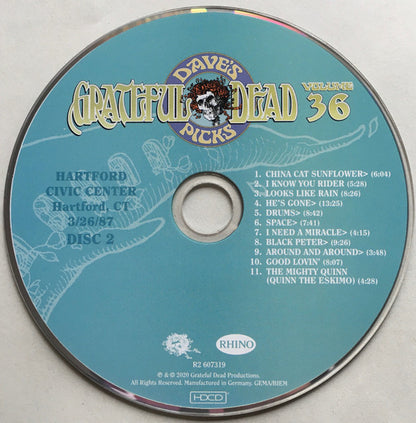 DAVE'S
GRATEFUL DEAD
PICKS
VOLUME
36
HARTFORD
CIVIC CENTER
Hartford, CT
3/26/87
DISC 2
1. CHINA CAT SUNFLOWER> (6:04)
2. I KNOW YOU RIDER (5:28)
3. LOOKS LIKE RAIN (8:26)
4. HE'S GONE> (13:25)
5. DRUMS> (8:42)
6. SPACE> (7:41)
7. I NEED A MIRACLE> (4:15)
8. BLACK PETER> (9:26)
9. AROUND AND AROUND> (3:48)
10. GOOD LOVIN' (8:07)
11. THE MIGHTY QUINN
(QUINN THE ESKIMO) (4:28)
RHINO
R2 607319
℗ & © 2020 Grateful Dead Productions.
All Rights Reserved. Manufactured in Germany. GEMA/BIEM
HDCD